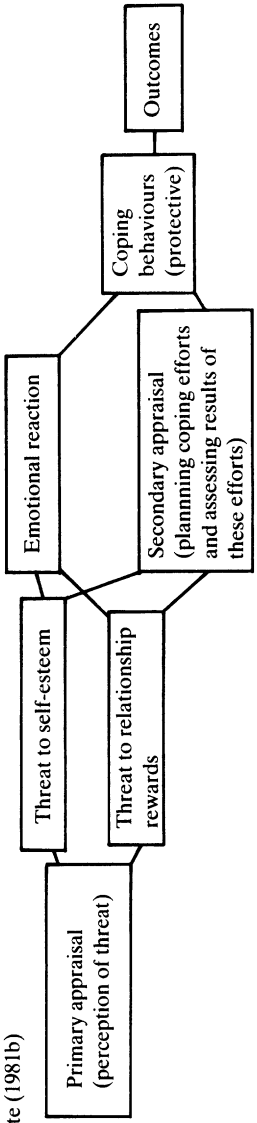 te (1981b)
Primary appraisal
(perception of threat)
Threat to self-esteem
Threat to relationship
rewards
Emotional reaction
Secondary appraisal
(plannning coping efforts
and assessing results of
these efforts)
Coping
behaviours
(protective)
Outcomes